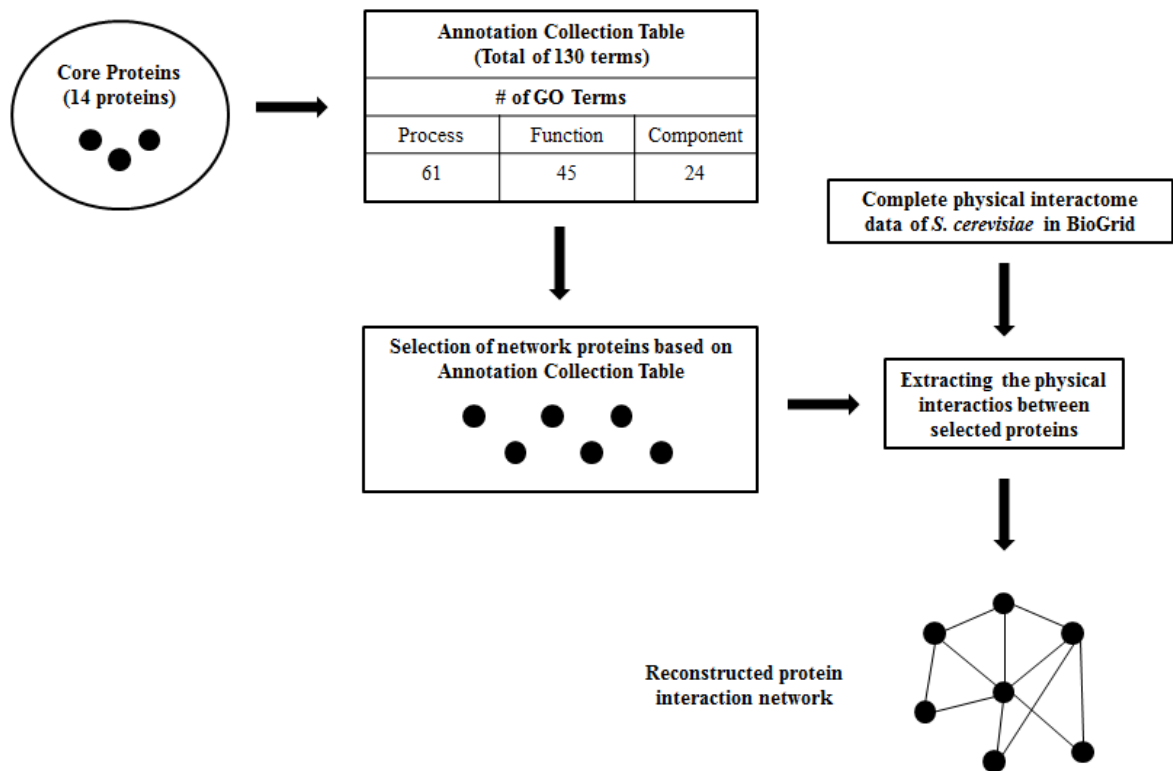 Core Proteins
(14 proteins)
Annotation Collection Table
(Total of 130 terms)
# of GO Terms
Process Function Component
61 45 24
Complete physical interactome
data of S. cerevisiae in BioGrid
Selection of network proteins based on
Annotation Collection Table
Extracting the physical
interactios between
selected proteins
Reconstructed protein
interaction network